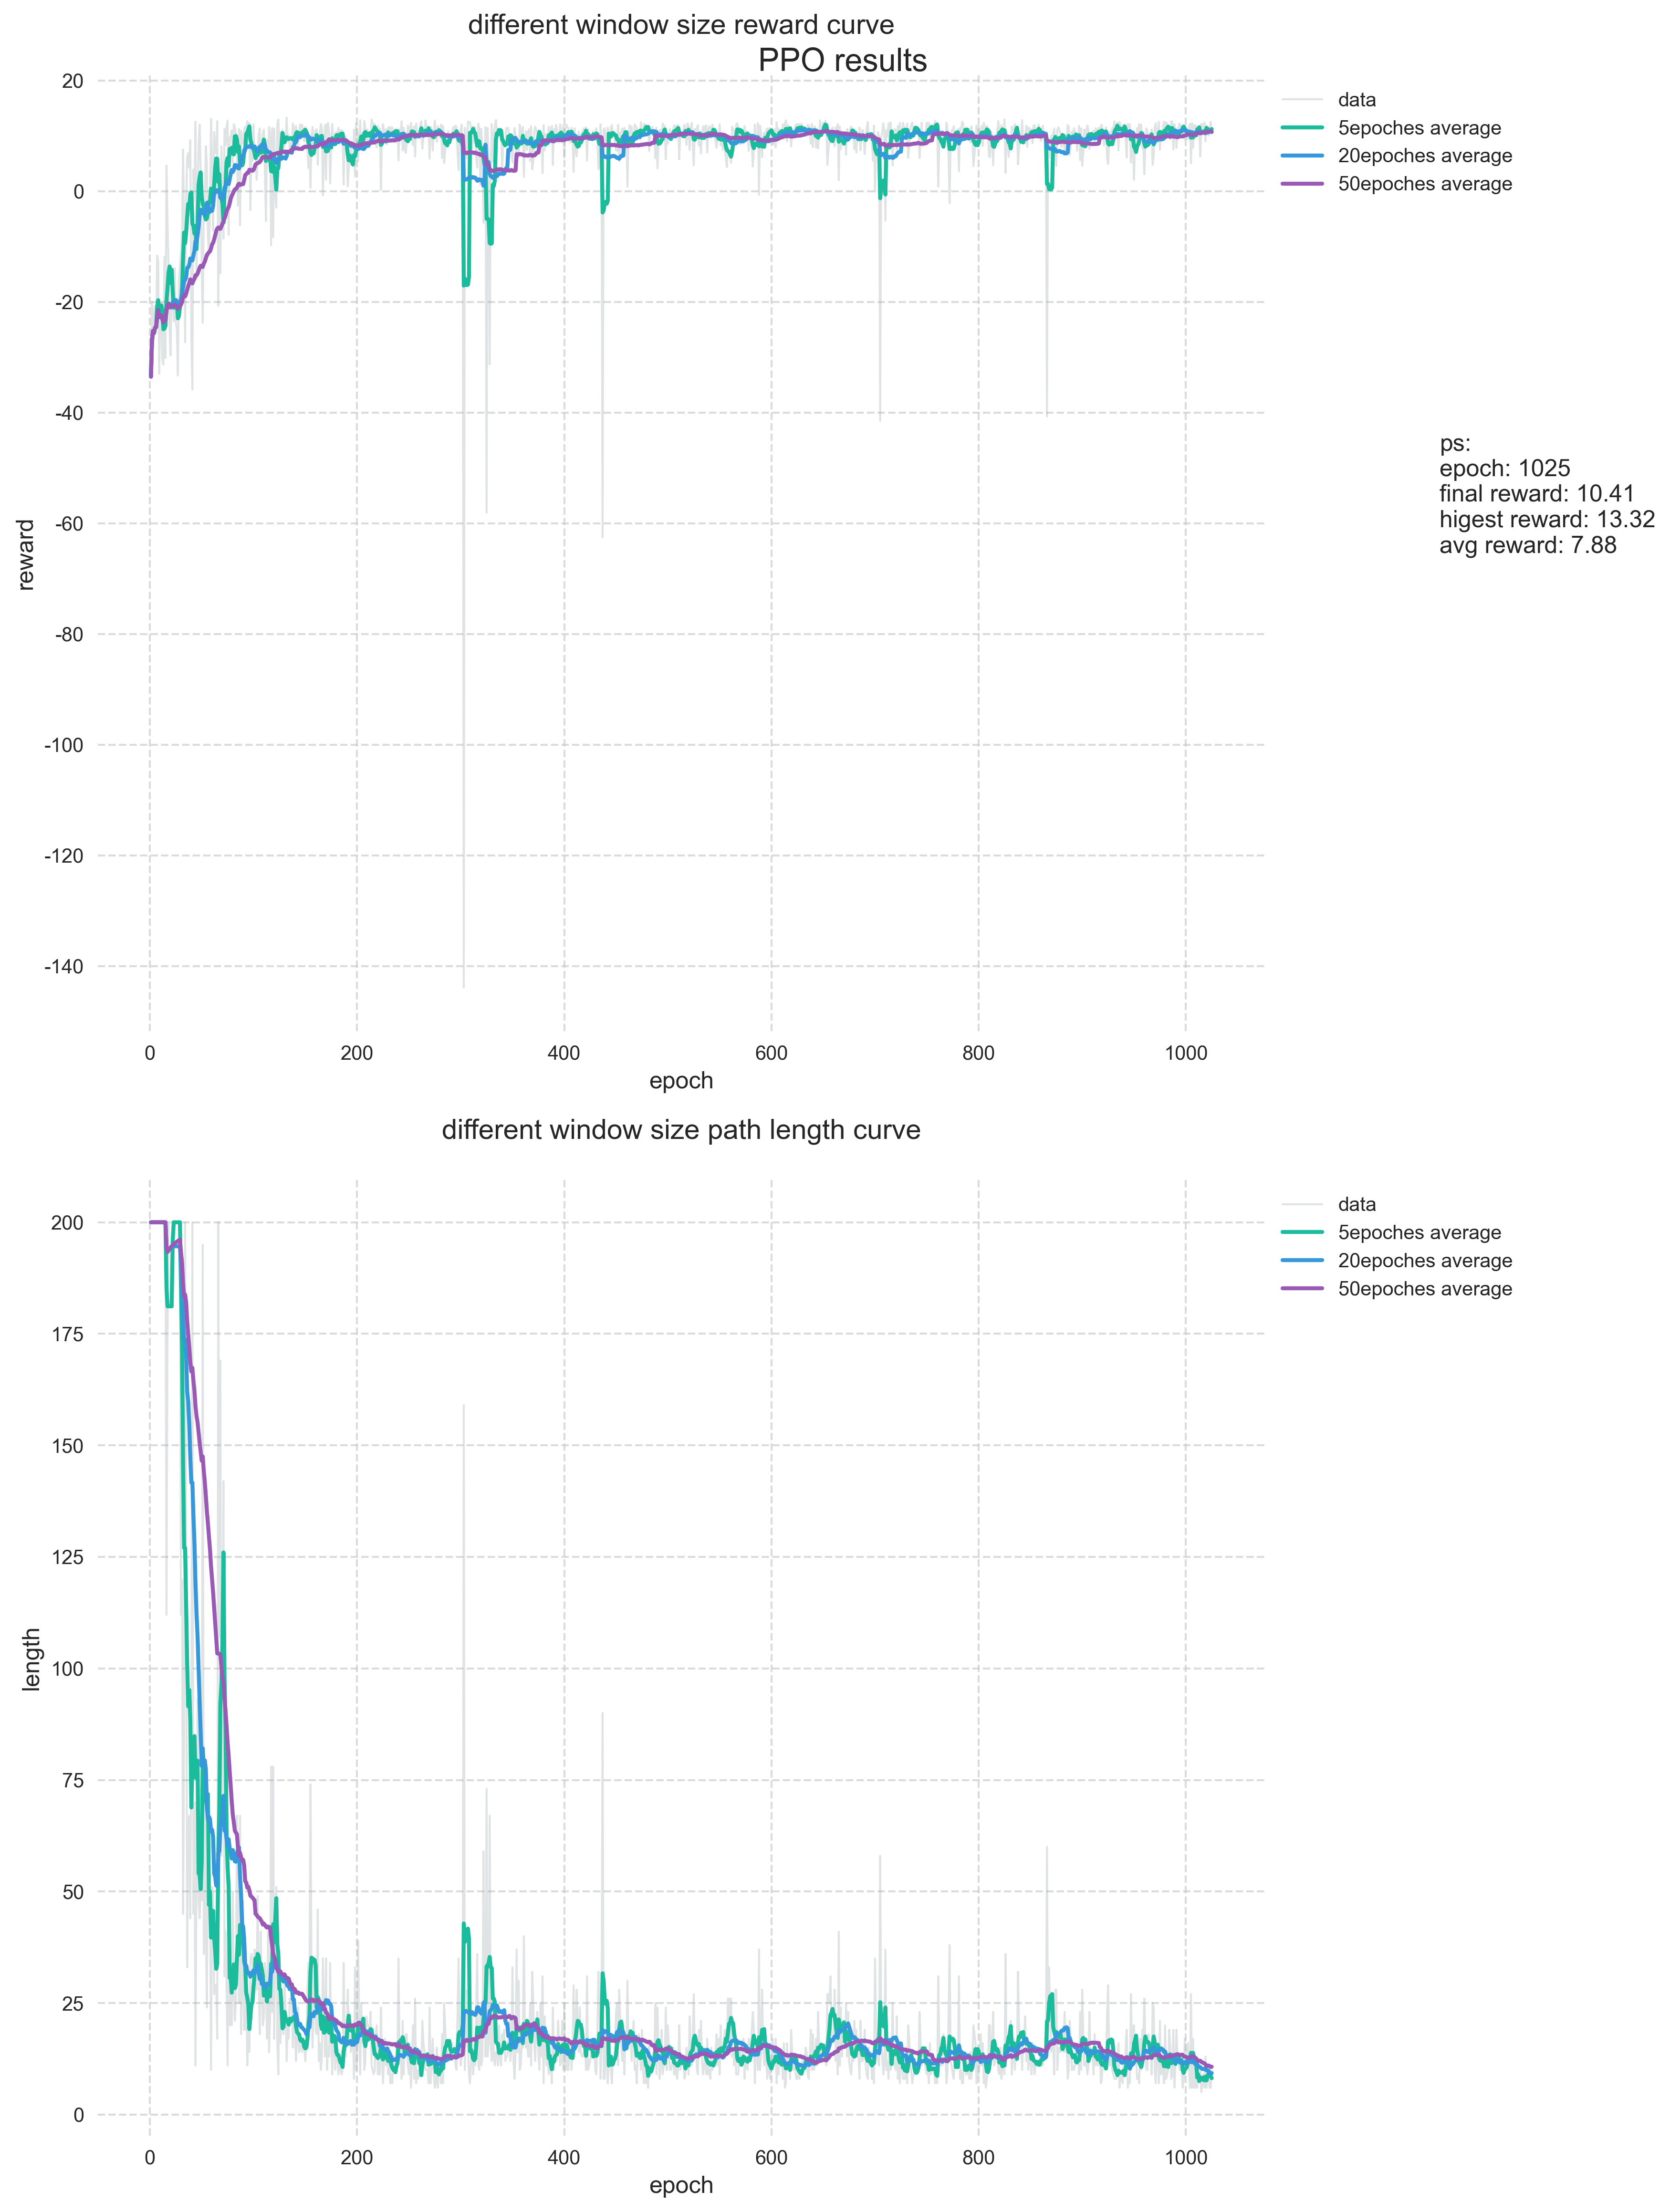 different window size reward curve
PPO results
20
0
-20
-40
-60
-80
-100
-120
-140
reward
0 200 400 600 800 1000
epoch
data
5epoches average
20epoches average
50epoches average
ps:
epoch: 1025
final reward: 10.41
higest reward: 13.32
avg reward: 7.88
different window size path length curve
200
175
150
125
100
75
50
25
0
length
0 200 400 600 800 1000
epoch
data
5epoches average
20epoches average
50epoches average